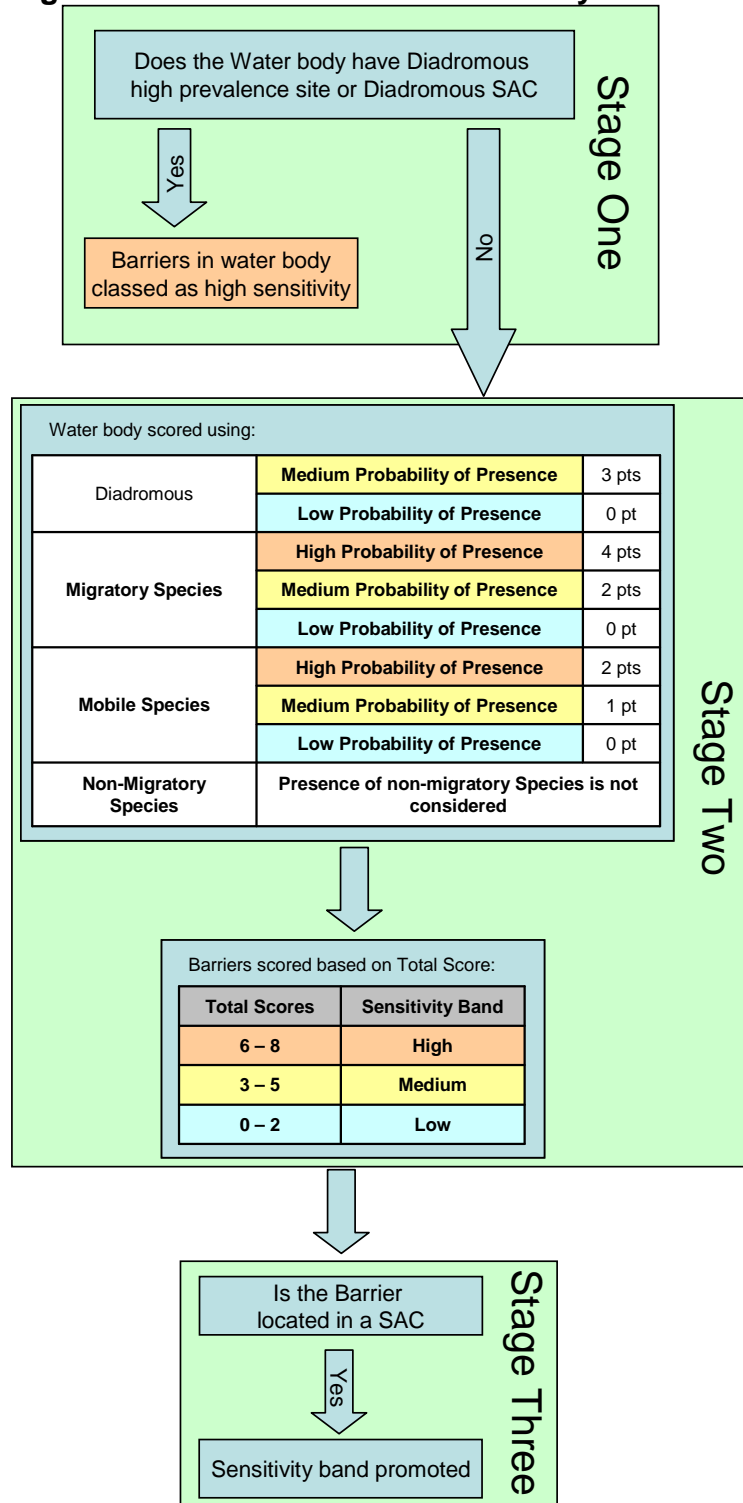 Does the Water body have Diadromous
high prevalence site or Diadromous SAC
Stage One
Yes
No
Barriers in water body
classed as high sensitivity
Stage Two
Water body scored using:
Diadromous
Medium Probability of Presence 3 pts
Low Probability of Presence 0 pt
Migratory Species
High Probability of Presence 4 pts
Medium Probability of Presence 2 pts
Low Probability of Presence 0 pt
Mobile Species
High Probability of Presence 2 pts
Medium Probability of Presence 1 pt
Low Probability of Presence 0 pt
Non-Migratory
Species
Presence of non-migratory Species is not
considered
Barriers scored based on Total Score:
Total Scores Sensitivity Band
6 – 8 High
3 – 5 Medium
0 – 2 Low
Stage Three
Is the Barrier
located in a SAC
Yes
Sensitivity band promoted